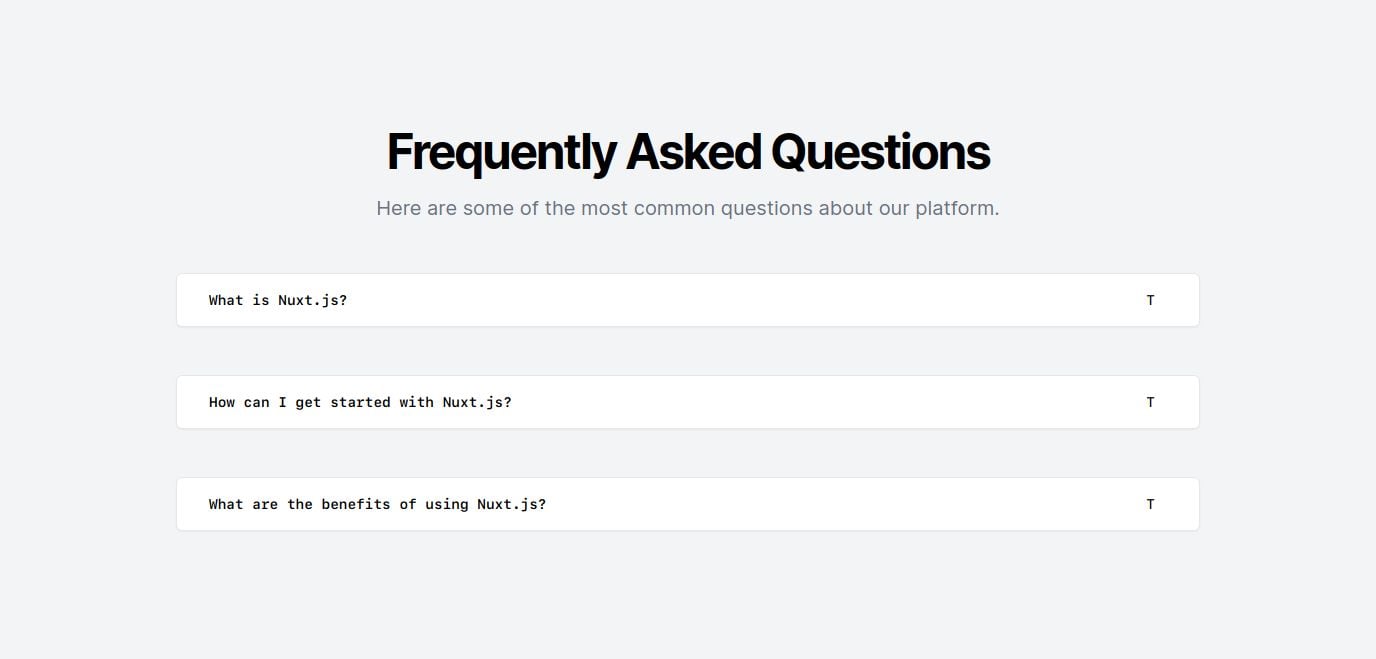 Frequently Asked Questions
Here are some of the most common questions about our platform.
What is Nuxt.js? T
How can I get started with Nuxt.js? T
What are the benefits of using Nuxt.js? T